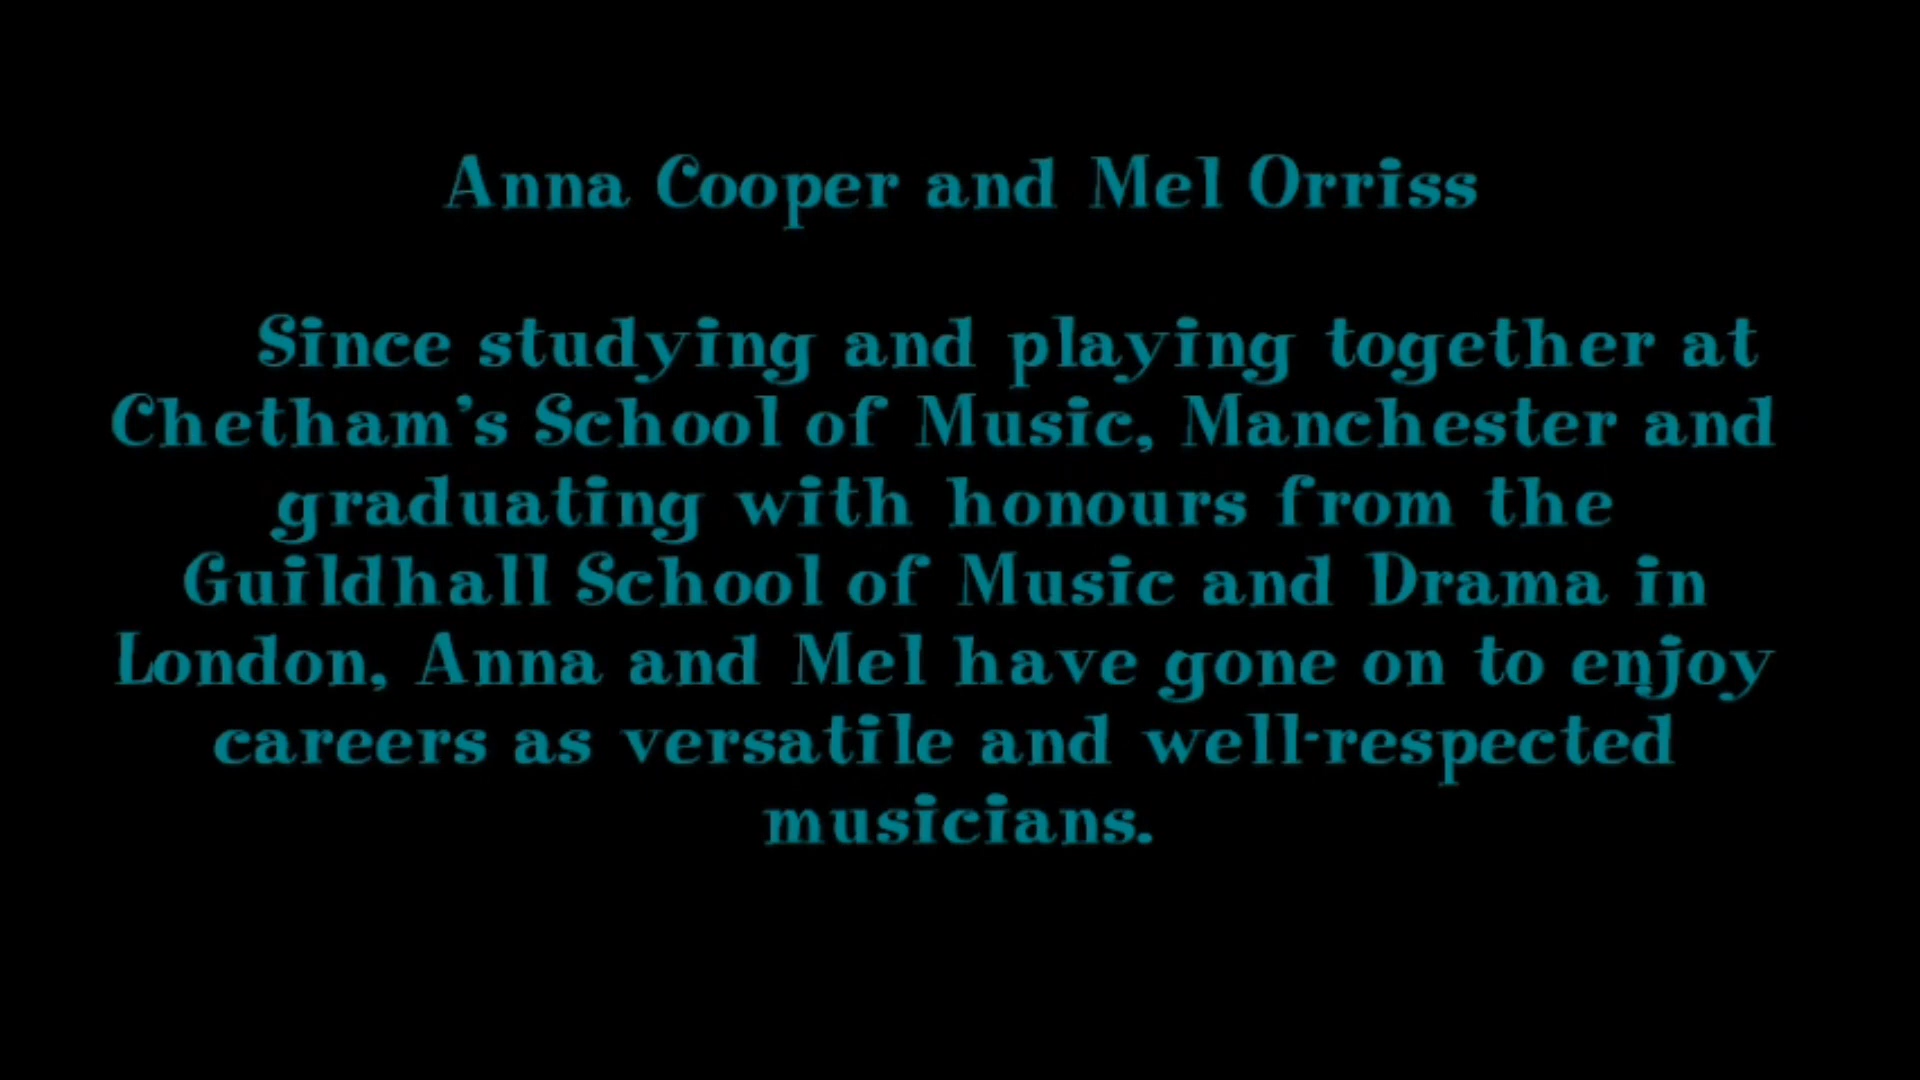 Anna Cooper and Mel Orriss
Since studying and playing together at
Chetham's School of Music, Manchester and
graduating with honours from the
Guildhall School of Music and Drama in
London, Anna and Mel have gone on to enjoy
careers as versatile and well-respected
musicians.